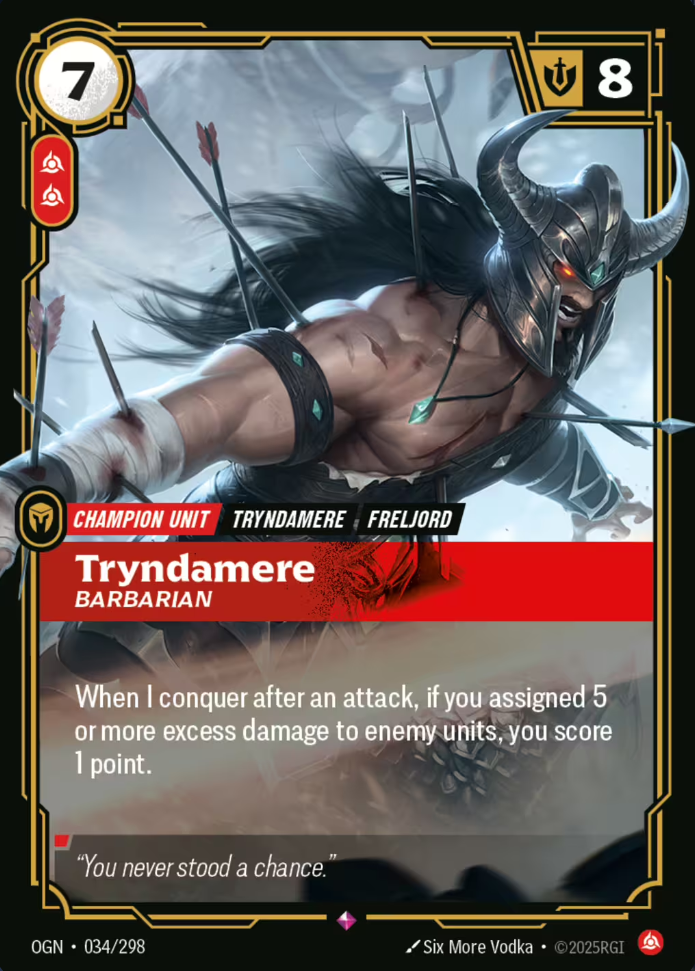 7
8
CHAMPION UNIT TRYNDAMERE FRELJORD
Tryndamere
BARBARIAN
When I conquer after an attack, if you assigned 5
or more excess damage to enemy units, you score
1 point.
“You never stood a chance.”
OGN • 034/298 Six More Vodka • ©2025RGI